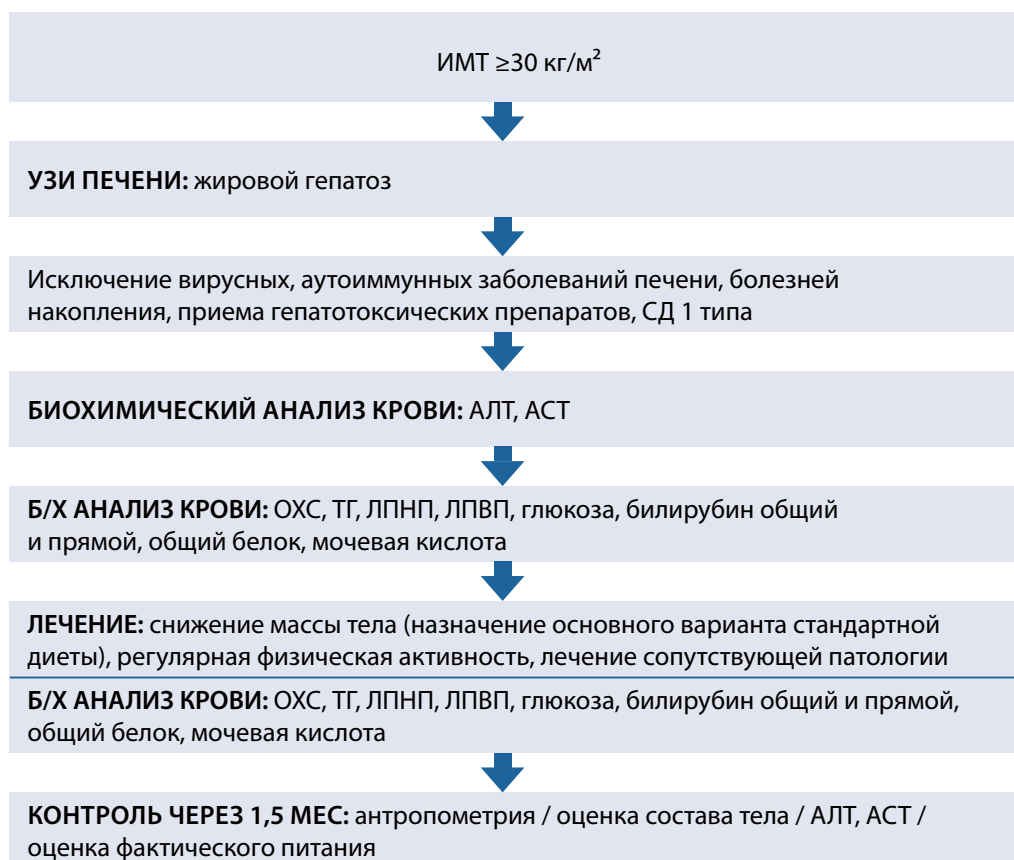 ИМТ ≥30 кг/м²
УЗИ ПЕЧЕНИ: жировой гепатоз
Исключение вирусных, аутоиммунных заболеваний печени, болезней
накопления, приема гепатотоксических препаратов, СД 1 типа
БИОХИМИЧЕСКИЙ АНАЛИЗ КРОВИ: АЛТ, АСТ
Б/Х АНАЛИЗ КРОВИ: ОХС, ТГ, ЛПНП, ЛПВП, глюкоза, билирубин общий
и прямой, общий белок, мочевая кислота
ЛЕЧЕНИЕ: снижение массы тела (назначение основного варианта стандартной
диеты), регулярная физическая активность, лечение сопутствующей патологии
Б/Х АНАЛИЗ КРОВИ: ОХС, ТГ, ЛПНП, ЛПВП, глюкоза, билирубин общий и прямой,
общий белок, мочевая кислота
КОНТРОЛЬ ЧЕРЕЗ 1,5 МЕС: антропометрия / оценка состава тела / АЛТ, АСТ /
оценка фактического питания